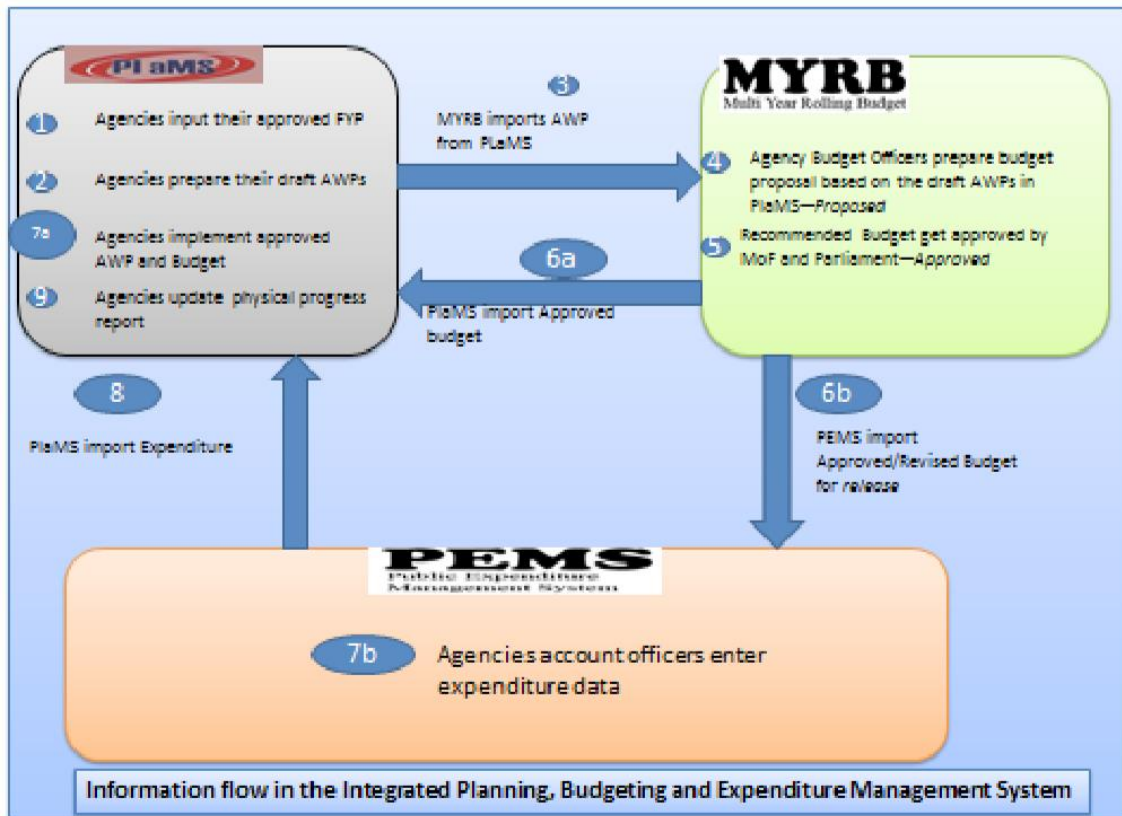 PlaMS
1 Agencies input their approved FYP
2 Agencies prepare their draft AWPs
7a Agencies implement approved
AWP and Budget
9 Agencies update physical progress
report
3
MYRB imports AWP
from PLaMS
MYRB
Multi Year Rolling Budget
4 Agency Budget Officers prepare budget
proposal based on the draft AWPs in
PlaMS—Proposed
5 Recommended Budget get approved by
MoF and Parliament—Approved
6a
PlaMS import Approved
budget
8
PlaMS import Expenditure
6b
PEMS import
Approved/Revised Budget
for release
PEMS
Public Expenditure
Management System
7b Agencies account officers enter
expenditure data
Information flow in the Integrated Planning, Budgeting and Expenditure Management System